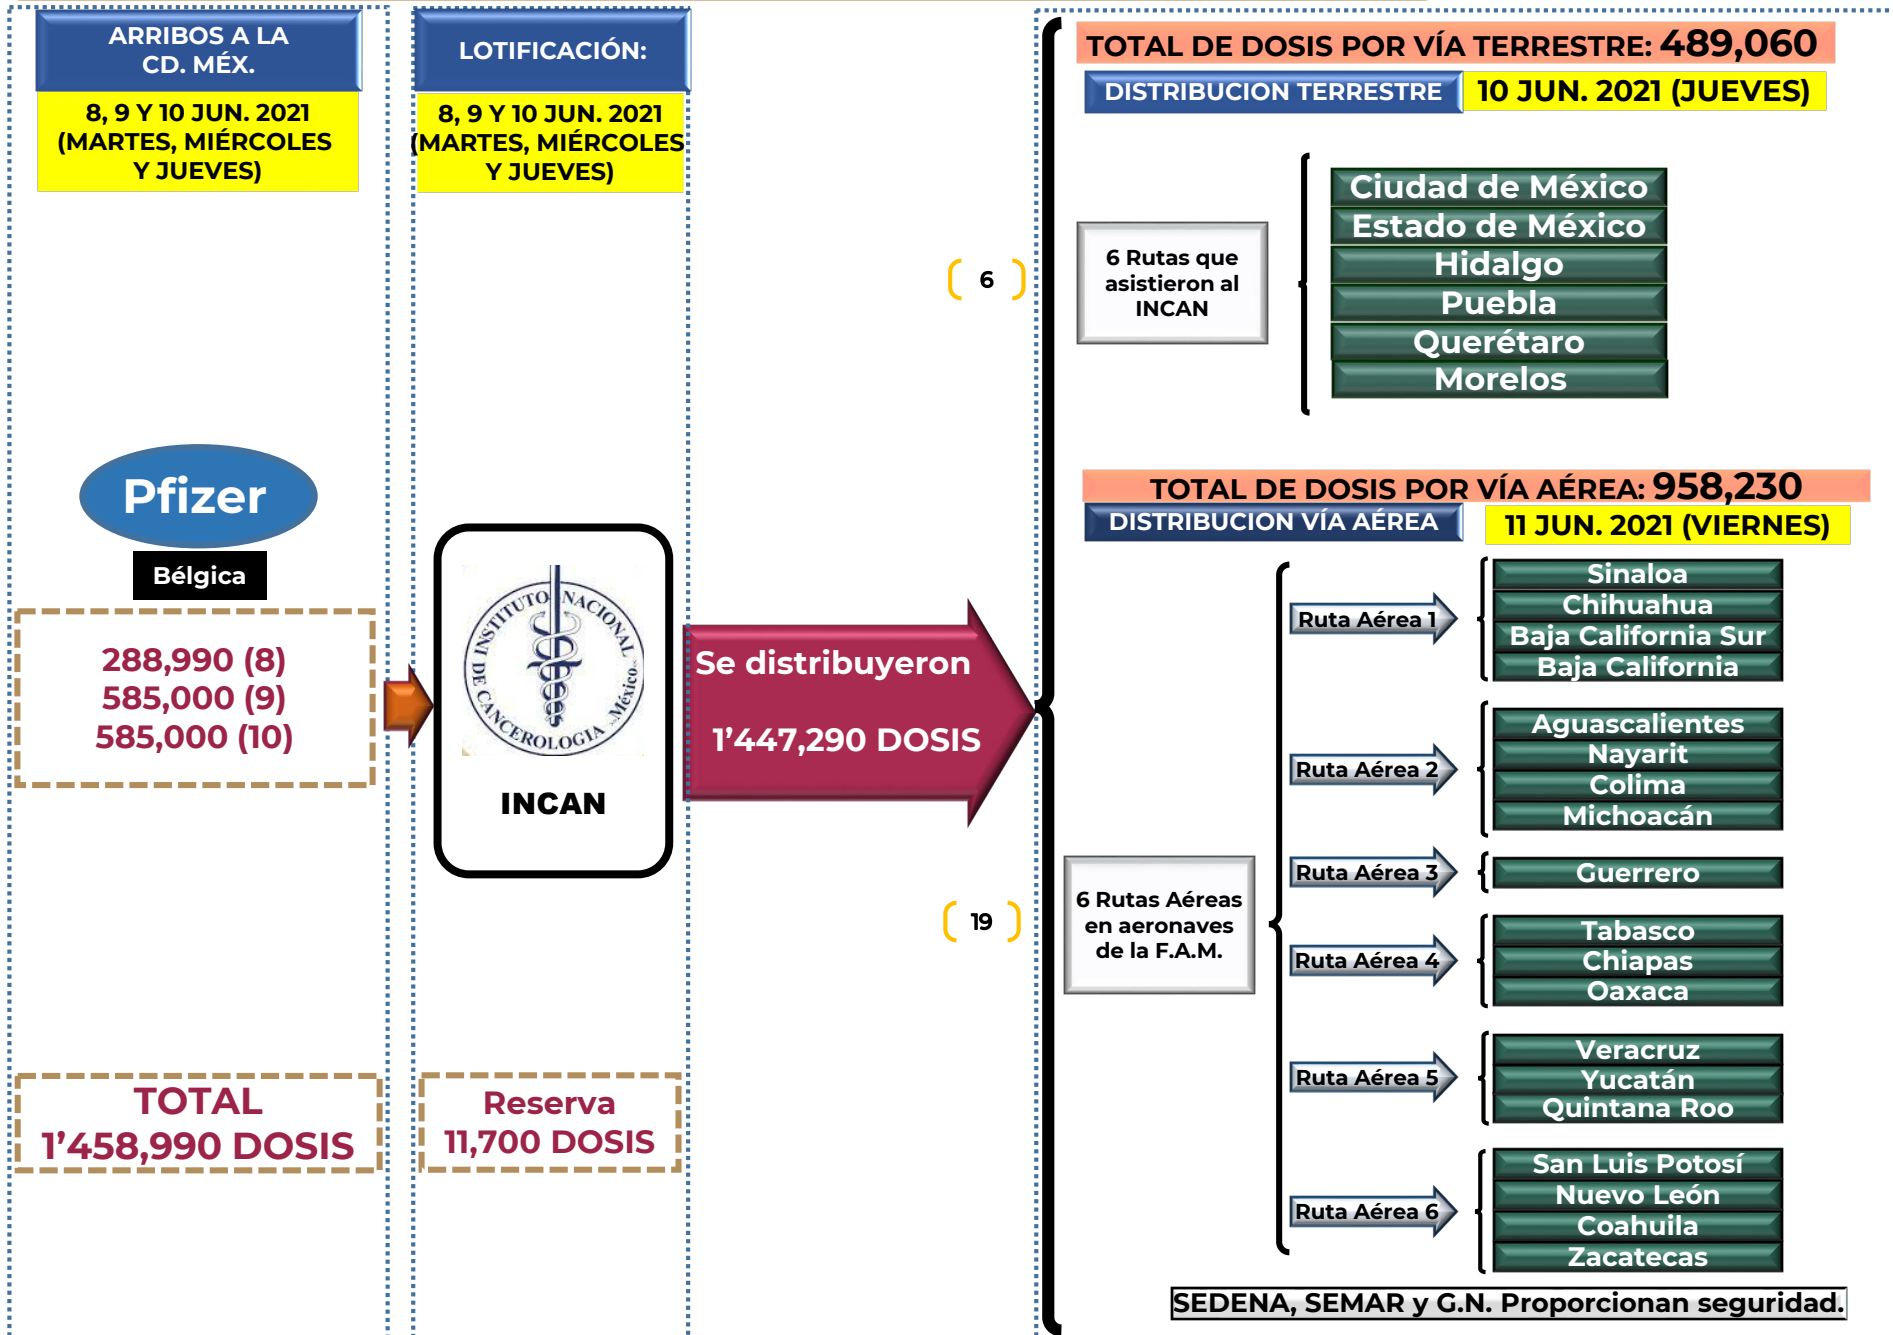 ARRIBOS A LA
CD. MÉX.
8, 9 Y 10 JUN. 2021
(MARTES, MIÉRCOLES
Y JUEVES)
Pfizer
Bélgica
288,990 (8)
585,000 (9)
585,000 (10)
TOTAL
1’458,990 DOSIS
LOTIFICACIÓN:
8, 9 Y 10 JUN. 2021
(MARTES, MIÉRCOLES
Y JUEVES)
INSTITUTO NACIONAL
DE CANCEROLOGIA
México
INCAN
Reserva
11,700 DOSIS
Se distribuyeron
1’447,290 DOSIS
6
19
TOTAL DE DOSIS POR VÍA TERRESTRE: 489,060
DISTRIBUCION TERRESTRE
10 JUN. 2021 (JUEVES)
6 Rutas que
asistieron al
INCAN
Ciudad de México
Estado de México
Hidalgo
Puebla
Querétaro
Morelos
TOTAL DE DOSIS POR VÍA AÉREA: 958,230
DISTRIBUCION VÍA AÉREA
11 JUN. 2021 (VIERNES)
6 Rutas Aéreas
en aeronaves
de la F.A.M.
Ruta Aérea 1
Sinaloa
Chihuahua
Baja California Sur
Baja California
Ruta Aérea 2
Aguascalientes
Nayarit
Colima
Michoacán
Ruta Aérea 3
Guerrero
Ruta Aérea 4
Tabasco
Chiapas
Oaxaca
Ruta Aérea 5
Veracruz
Yucatán
Quintana Roo
Ruta Aérea 6
San Luis Potosí
Nuevo León
Coahuila
Zacatecas
SEDENA, SEMAR y G.N. Proporcionan seguridad.